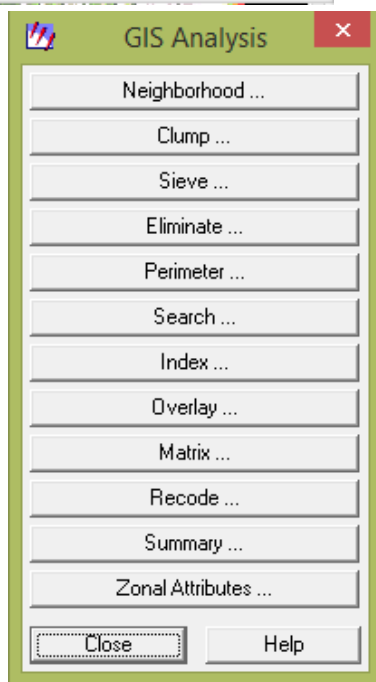 GIS Analysis
Neighborhood ...
Clump ...
Sieve ...
Eliminate ...
Perimeter ...
Search ...
Index ...
Overlay ...
Matrix ...
Recode ...
Summary ...
Zonal Attributes ...
Close Help